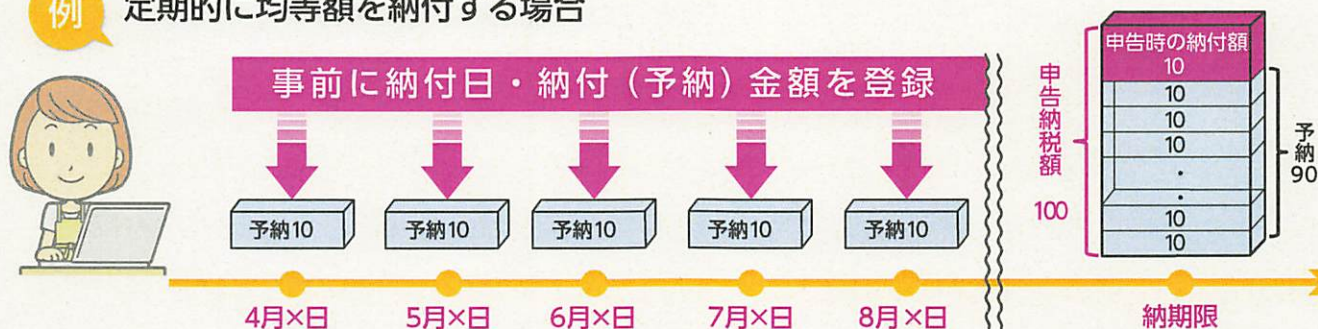 例 定期的に均等額を納付する場合
事前に納付日・納付（予納）金額を登録
予納10
予納10
予納10
予納10
予納10
4月×日
5月×日
6月×日
7月×日
8月×日
申告納税額
100
申告時の納付額
10
10
10
10
・
・
10
10
予納
90
納期限